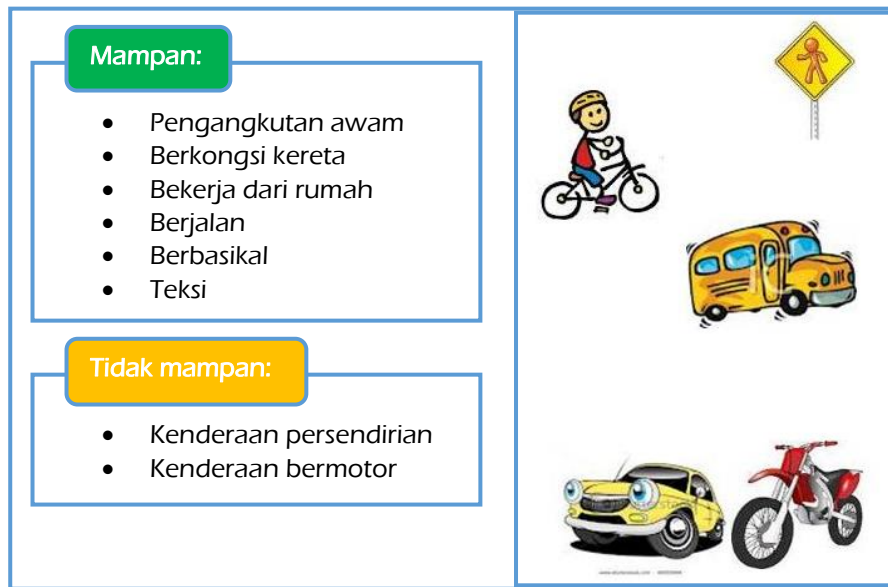 Mampan:
• Pengangkutan awam
• Berkongsi kereta
• Bekerja dari rumah
• Berjalan
• Berbasikal
• Teksi
Tidak mampan:
• Kenderaan persendirian
• Kenderaan bermotor